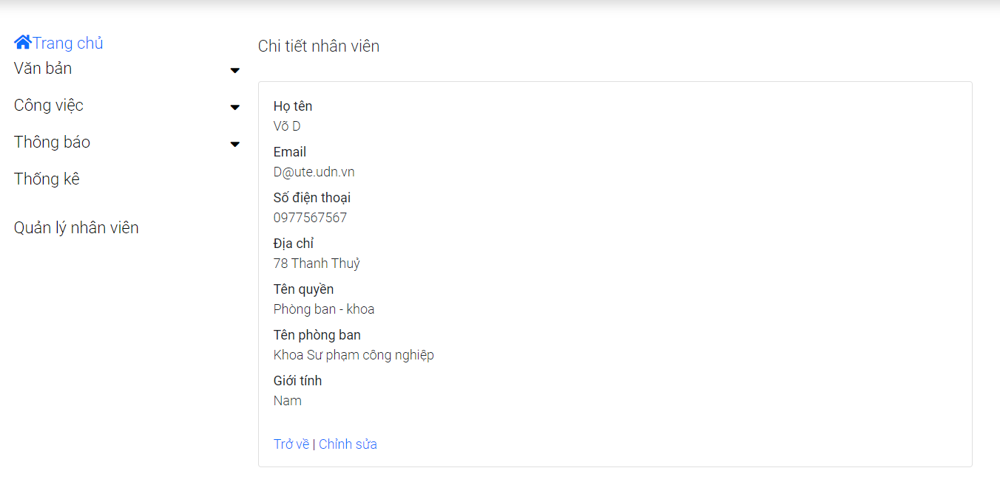 Trang chủ
Văn bản
Công việc
Thông báo
Thống kê
Quản lý nhân viên
Chi tiết nhân viên
Họ tên
Võ D
Email
D@ute.udn.vn
Số điện thoại
0977567567
Địa chỉ
78 Thanh Thuỷ
Tên quyền
Phòng ban - khoa
Tên phòng ban
Khoa Sư phạm công nghiệp
Giới tính
Nam
Trở về | Chỉnh sửa